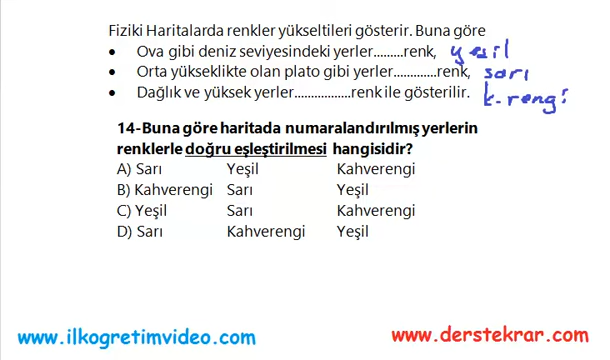 Fiziki Haritalarda renkler yükseltileri gösterir. Buna göre
• Ova gibi deniz seviyesindeki yerler.........renk, yeşil
• Orta yükseklikte olan plato gibi yerler.............renk, sarı
• Dağlık ve yüksek yerler.................renk ile gösterilir. k.rengi
14-Buna göre haritada numaralandırılmış yerlerin
renklerle doğru eşleştirilmesi hangisidir?
A) Sarı Yeşil Kahverengi
B) Kahverengi Sarı Yeşil
C) Yeşil Sarı Kahverengi
D) Sarı Kahverengi Yeşil
www.ilkogretimvideo.com www.derstekrar.com